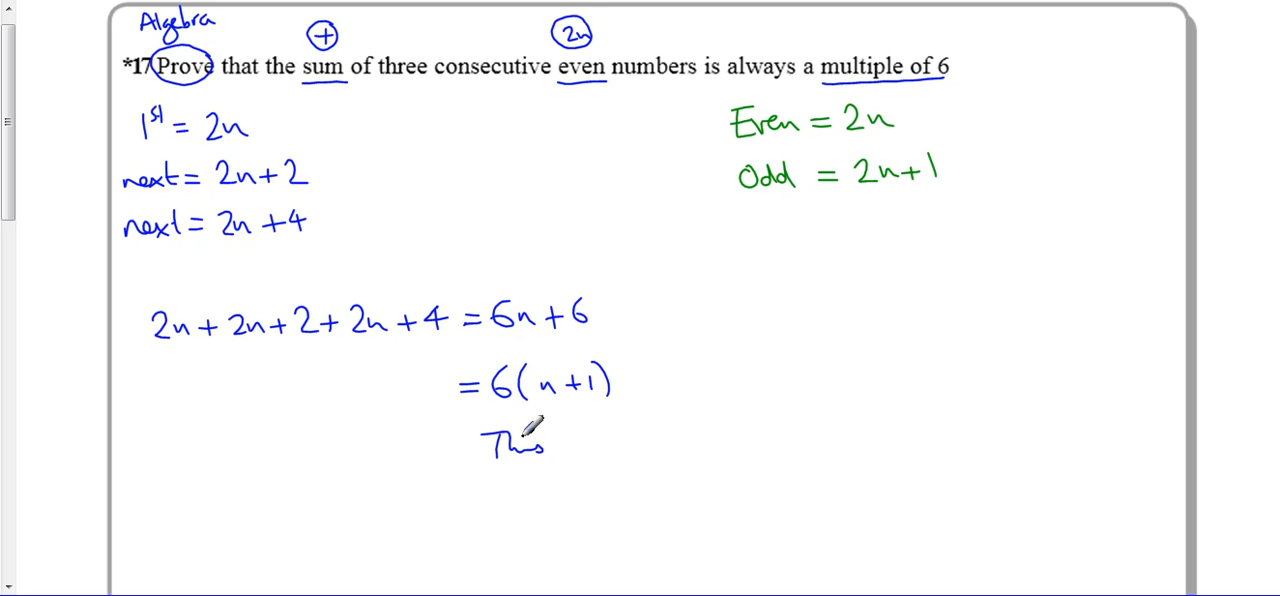 Algebra
+
2n
*17 Prove that the sum of three consecutive even numbers is always a multiple of 6
1st = 2n
next = 2n+2
next = 2n +4
Even = 2n
Odd = 2n+1
2n + 2n + 2 + 2n + 4 = 6n + 6
= 6(n+1)
This